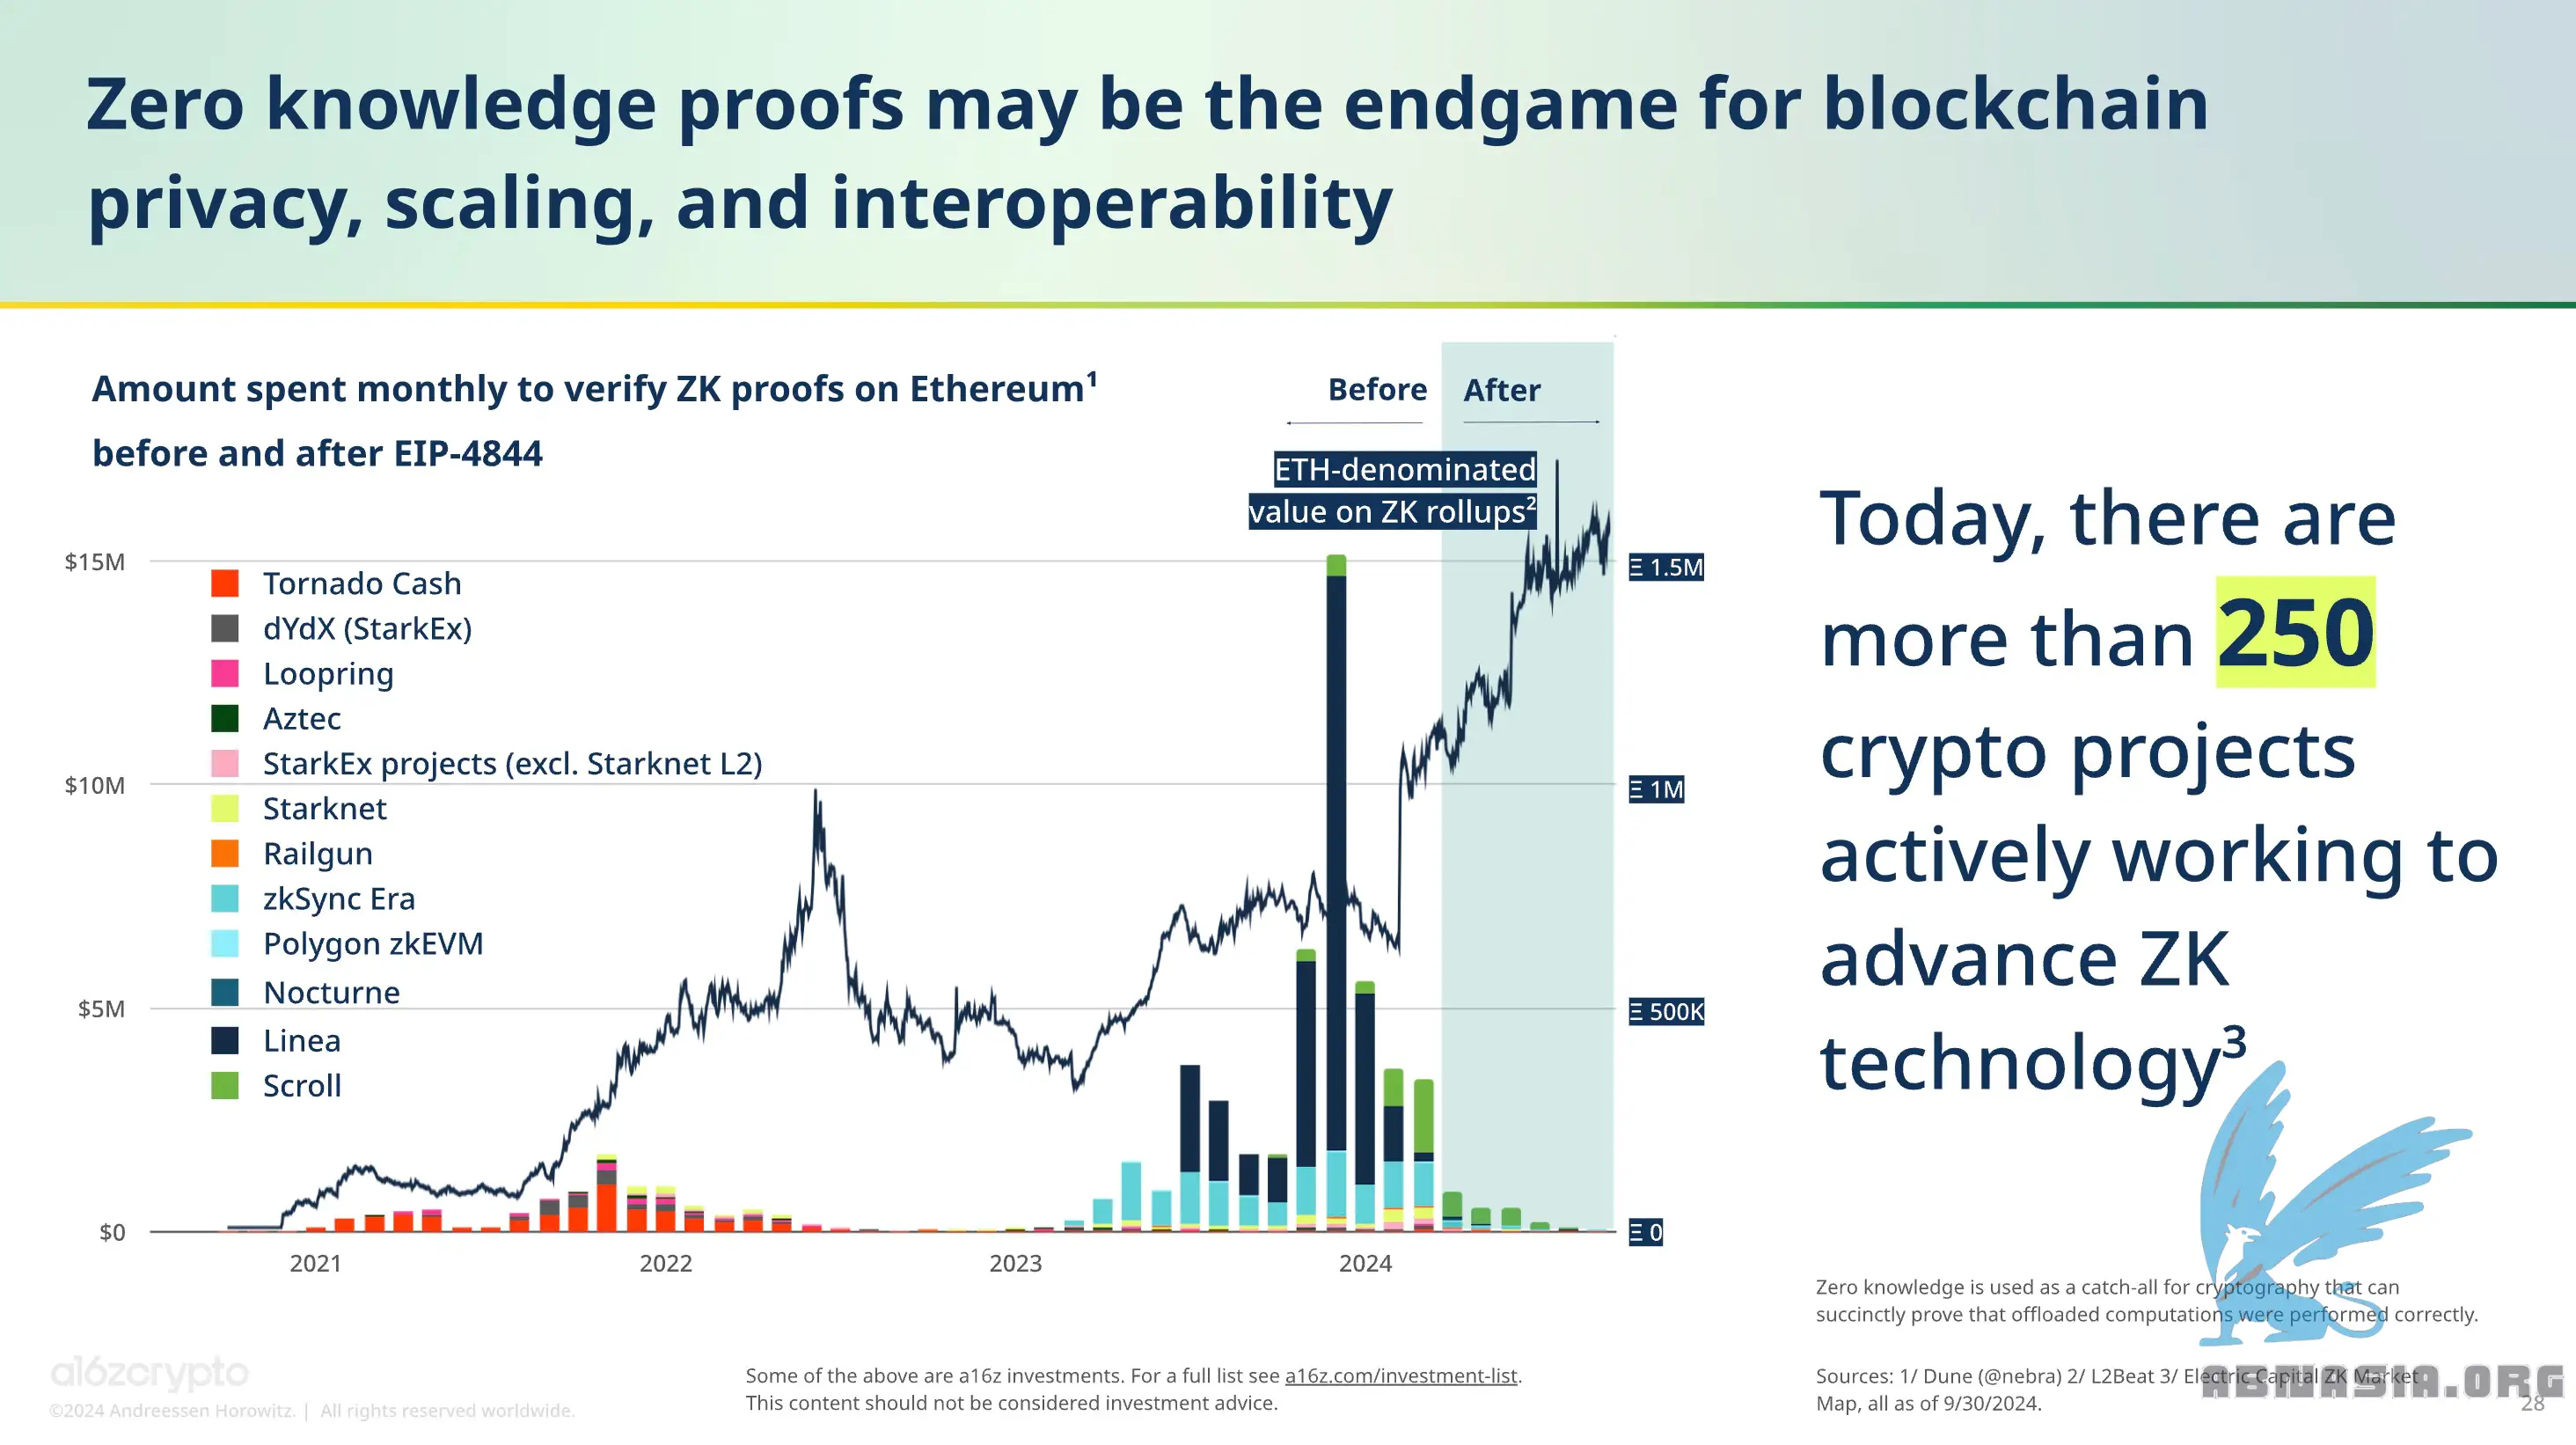 Zero knowledge proofs may be the endgame for blockchain
privacy, scaling, and interoperability
Amount spent monthly to verify ZK proofs on Ethereum¹
before and after EIP-4844
Before
After
ETH-denominated
value on ZK rollups²
$15M
$10M
$5M
$0
Tornado Cash
dYdX (StarkEx)
Loopring
Aztec
StarkEx projects (excl. Starknet L2)
Starknet
Railgun
zkSync Era
Polygon zkEVM
Nocturne
Linea
Scroll
Ξ 1.5M
Ξ 1M
Ξ 500K
Ξ 0
2021
2022
2023
2024
Today, there are
more than 250
crypto projects
actively working to
advance ZK
technology³
Zero knowledge is used as a catch-all for cryptography that can
succinctly prove that offloaded computations were performed correctly.
a16zcrypto
©2024 Andreessen Horowitz. | All rights reserved worldwide.
Some of the above are a16z investments. For a full list see a16z.com/investment-list.
This content should not be considered investment advice.
Sources: 1/ Dune (@nebra) 2/ L2Beat 3/ Electric Capital ZK Market
Map, all as of 9/30/2024.
ABNASIA.ORG
28